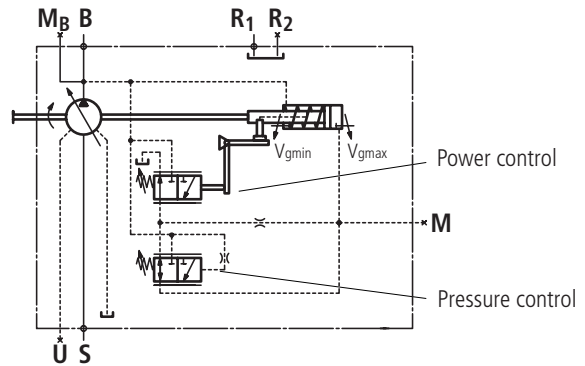 MB B R1 R2
Vgmin Vgmax
Power control
M
Pressure control
U S